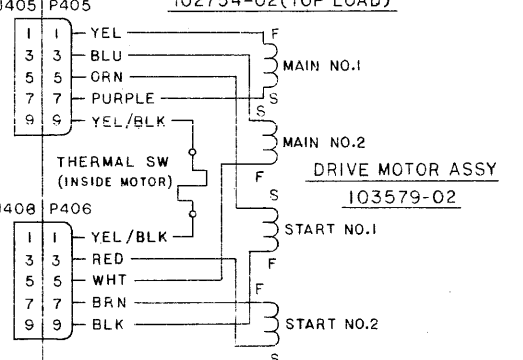 102754-02(TOP LOAD)
J405 P405
1 1 YEL
3 3 BLU
5 5 ORN
7 7 PURPLE
9 9 YEL/BLK
F
MAIN NO.1
S
S
MAIN NO.2
F
THERMAL SW
(INSIDE MOTOR)
DRIVE MOTOR ASSY
103579-02
S
START NO.1
F
J406 P406
1 1 YEL/BLK
3 3 RED
5 5 WHT
7 7 BRN
9 9 BLK
F
START NO.2
S